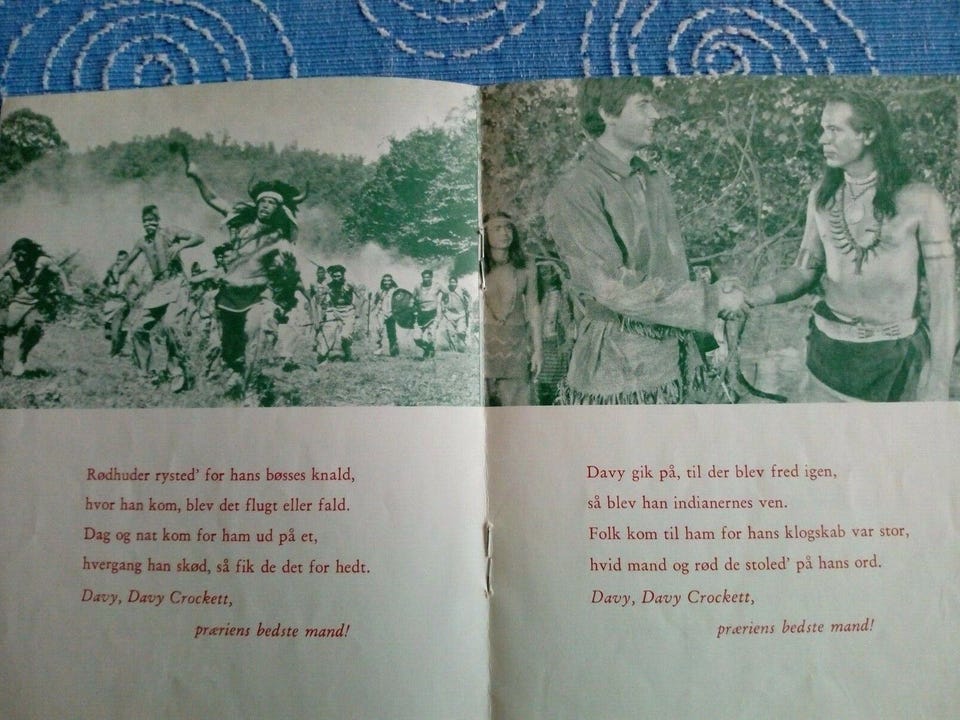 Rødhuder rysted' for hans bøsses knald,
hvor han kom, blev det flugt eller fald.
Dag og nat kom for ham ud på et,
hvergang han skød, så fik de det for hedt.
Davy, Davy Crockett,
præriens bedste mand!
Davy gik på, til der blev fred igen,
så blev han indianernes ven.
Folk kom til ham for hans klogskab var stor,
hvid mand og rød de stoled' på hans ord.
Davy, Davy Crockett,
præriens bedste mand!